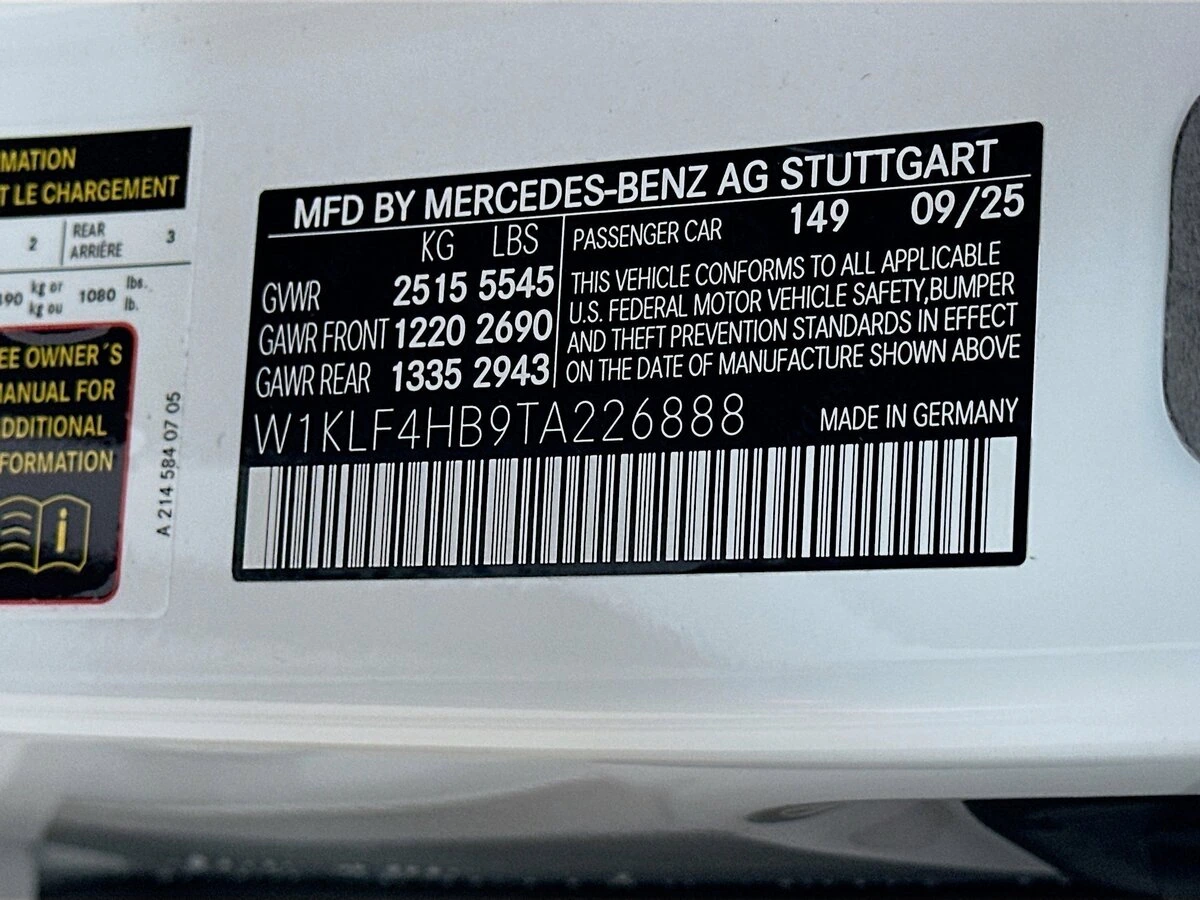 MATION
T LE CHARGEMENT
2 REAR 3
ARRIÈRE
490 kg or 1080 lbs.
kg ou lb.
EE OWNER´S
MANUAL FOR
DDITIONAL
FORMATION
i
A 214 584 07 05
MFD BY MERCEDES-BENZ AG STUTTGART
KG LBS
GVWR 2515 5545
GAWR FRONT 1220 2690
GAWR REAR 1335 2943
PASSENGER CAR 149 09/25
THIS VEHICLE CONFORMS TO ALL APPLICABLE
U.S. FEDERAL MOTOR VEHICLE SAFETY,BUMPER
AND THEFT PREVENTION STANDARDS IN EFFECT
ON THE DATE OF MANUFACTURE SHOWN ABOVE
W1KLF4HB9TA226888 MADE IN GERMANY